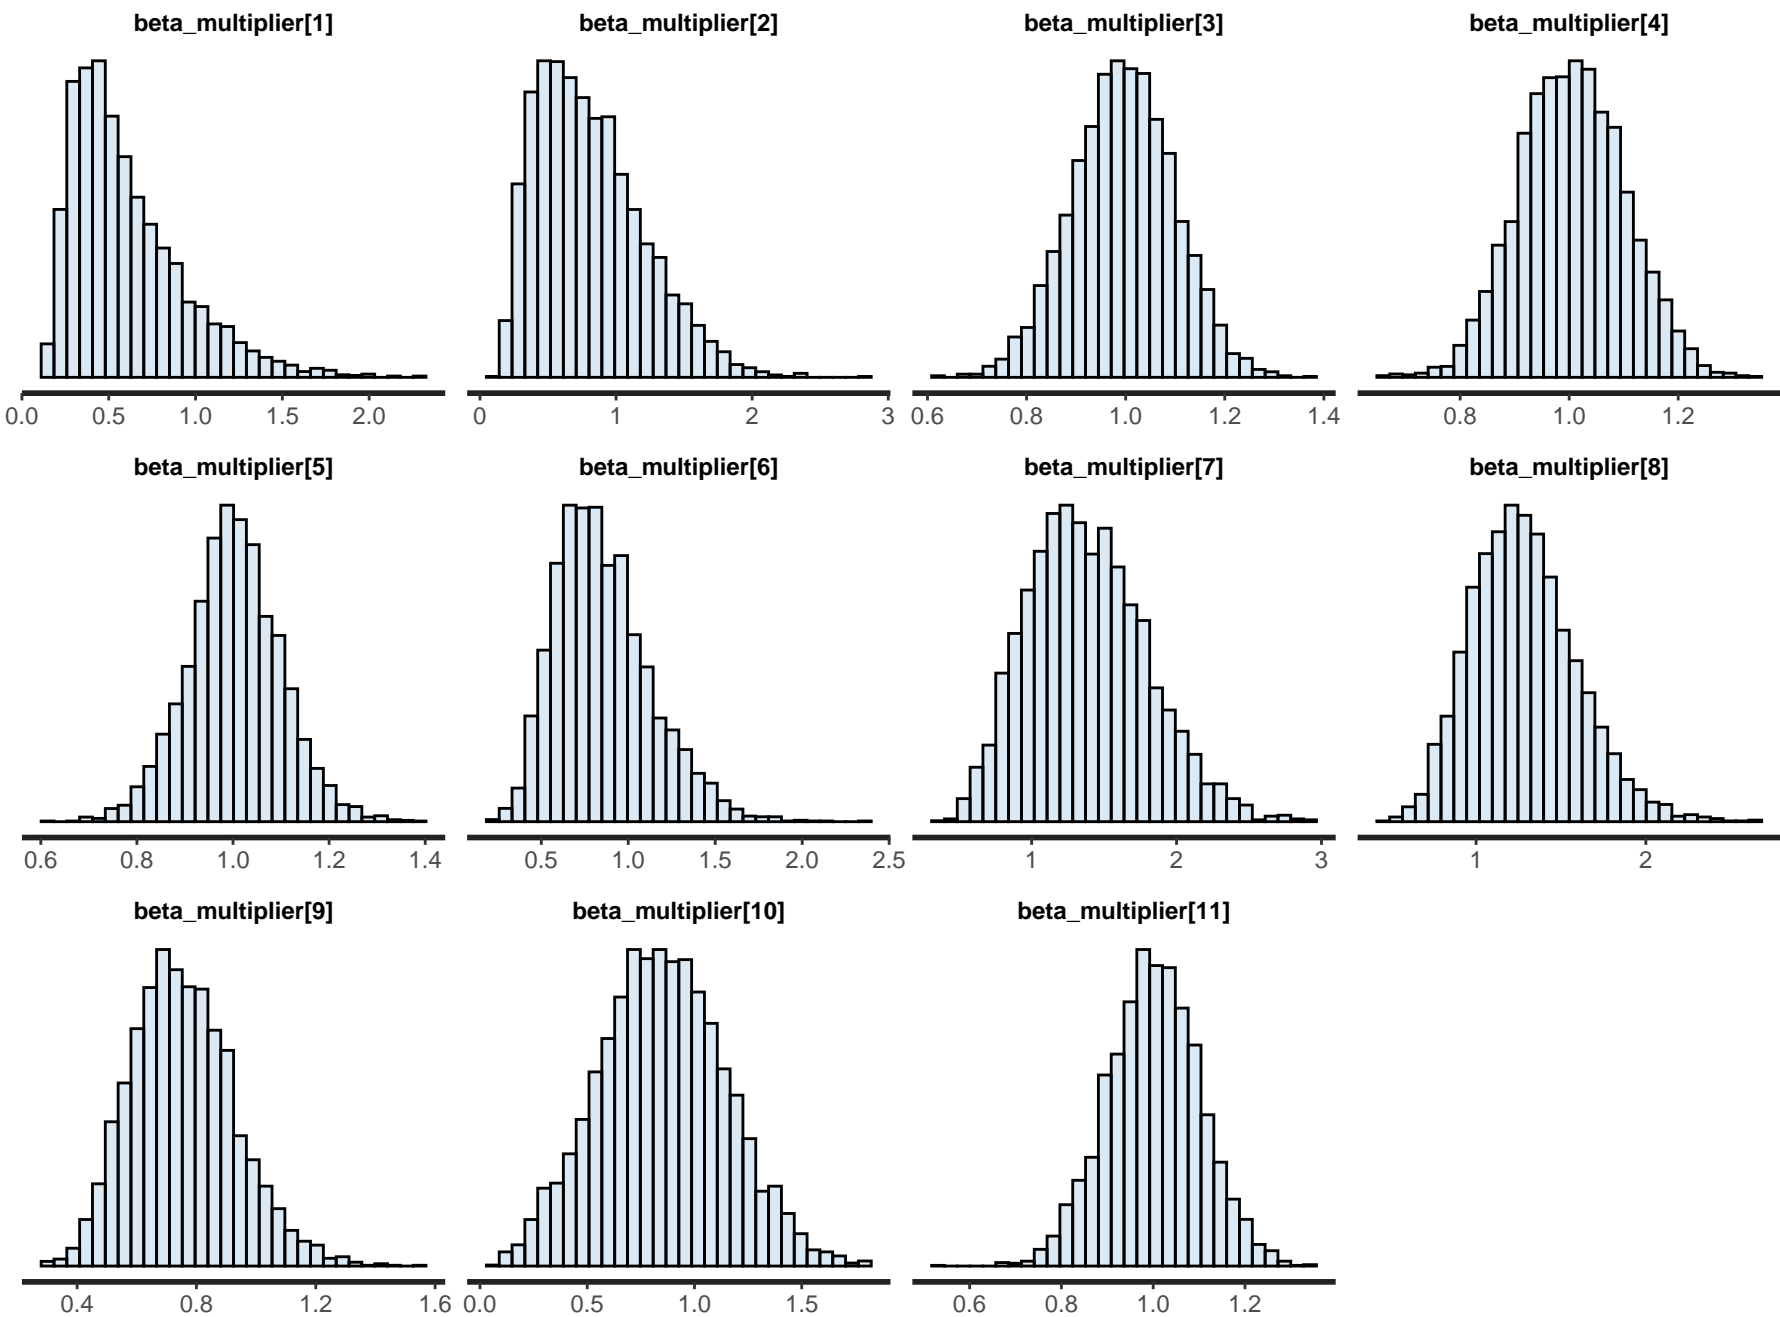 beta_multiplier[1] beta_multiplier[2] beta_multiplier[3] beta_multiplier[4]
0.0 0.5 1.0 1.5 2.0 0 1 2 3 0.6 0.8 1.0 1.2 1.4 0.8 1.0 1.2
beta_multiplier[5] beta_multiplier[6] beta_multiplier[7] beta_multiplier[8]
0.6 0.8 1.0 1.2 1.4 0.5 1.0 1.5 2.0 2.5 1 2 3 1 2
beta_multiplier[9] beta_multiplier[10] beta_multiplier[11]
0.4 0.8 1.2 1.6 0.0 0.5 1.0 1.5 0.6 0.8 1.0 1.2